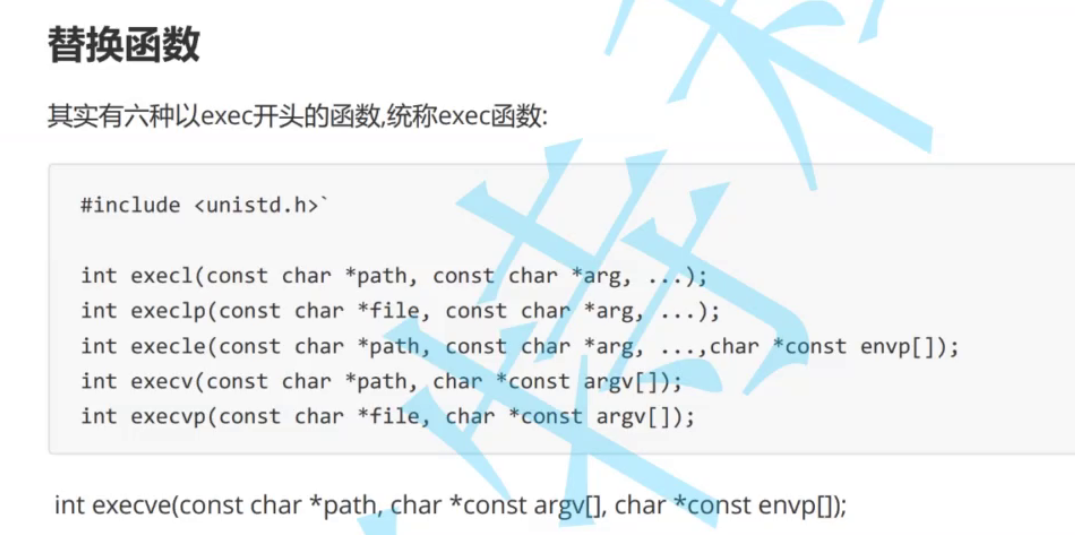 替换函数
其实有六种以exec开头的函数,统称exec函数:
#include <unistd.h>`
int execl(const char *path, const char *arg, ...);
int execlp(const char *file, const char *arg, ...);
int execle(const char *path, const char *arg, ...,char *const envp[]);
int execv(const char *path, char *const argv[]);
int execvp(const char *file, char *const argv[]);
int execve(const char *path, char *const argv[], char *const envp[]);